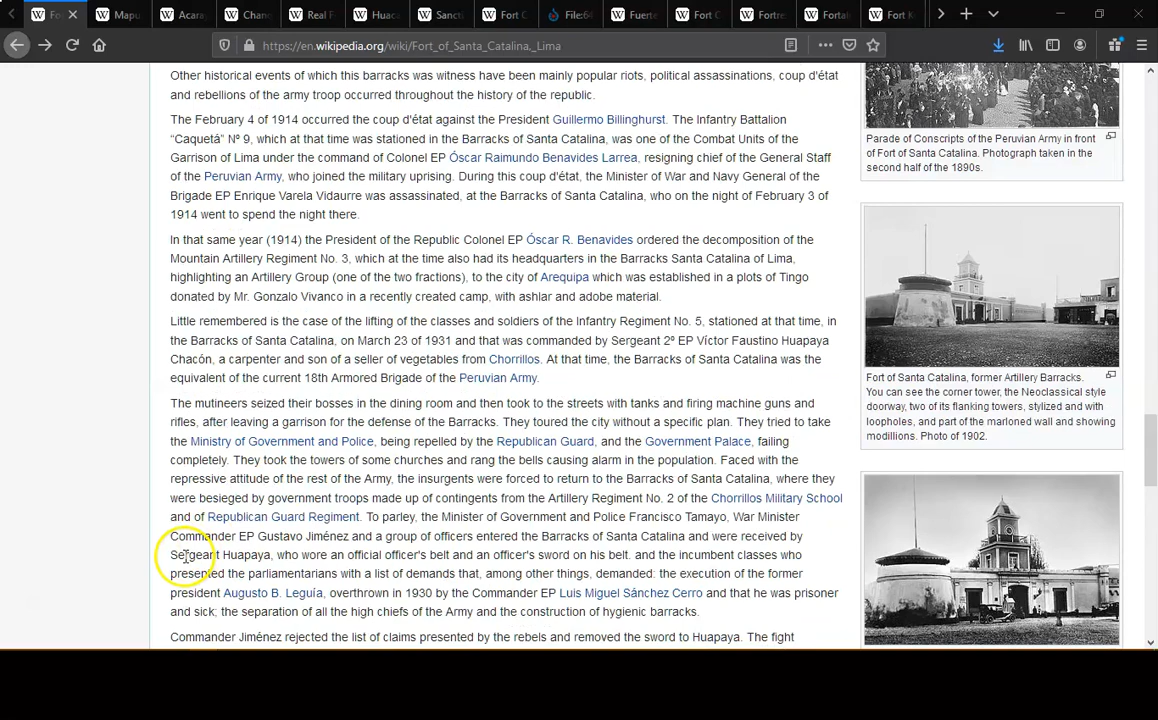 Fo
Mapu
Acaraj
Chanc
Real F
Huaca
Sancti
Fort C
File:6
Fuerte
Fort C
Fortre
Fortal
Fort K
https://en.wikipedia.org/wiki/Fort_of_Santa_Catalina,_Lima
Other historical events of which this barracks was witness have been mainly popular riots, political assassinations, coup d'état
and rebellions of the army troop occurred throughout the history of the republic.
The February 4 of 1914 occurred the coup d'état against the President Guillermo Billinghurst. The Infantry Battalion
“Caquetá” Nº 9, which at that time was stationed in the Barracks of Santa Catalina, was one of the Combat Units of the
Garrison of Lima under the command of Colonel EP Óscar Raimundo Benavides Larrea, resigning chief of the General Staff
of the Peruvian Army, who joined the military uprising. During this coup d'état, the Minister of War and Navy General of the
Brigade EP Enrique Varela Vidaurre was assassinated, at the Barracks of Santa Catalina, who on the night of February 3 of
1914 went to spend the night there.
In that same year (1914) the President of the Republic Colonel EP Óscar R. Benavides ordered the decomposition of the
Mountain Artillery Regiment No. 3, which at the time also had its headquarters in the Barracks Santa Catalina of Lima,
highlighting an Artillery Group (one of the two fractions), to the city of Arequipa which was established in a plots of Tingo
donated by Mr. Gonzalo Vivanco in a recently created camp, with ashlar and adobe material.
Little remembered is the case of the lifting of the classes and soldiers of the Infantry Regiment No. 5, stationed at that time, in
the Barracks of Santa Catalina, on March 23 of 1931 and that was commanded by Sergeant 2º EP Víctor Faustino Huapaya
Chacón, a carpenter and son of a seller of vegetables from Chorrillos. At that time, the Barracks of Santa Catalina was the
equivalent of the current 18th Armored Brigade of the Peruvian Army.
The mutineers seized their bosses in the dining room and then took to the streets with tanks and firing machine guns and
rifles, after leaving a garrison for the defense of the Barracks. They toured the city without a specific plan. They tried to take
the Ministry of Government and Police, being repelled by the Republican Guard, and the Government Palace, failing
completely. They took the towers of some churches and rang the bells causing alarm in the population. Faced with the
repressive attitude of the rest of the Army, the insurgents were forced to return to the Barracks of Santa Catalina, where they
were besieged by government troops made up of contingents from the Artillery Regiment No. 2 of the Chorrillos Military School
and of Republican Guard Regiment. To parley, the Minister of Government and Police Francisco Tamayo, War Minister
Commander EP Gustavo Jiménez and a group of officers entered the Barracks of Santa Catalina and were received by
Sergeant Huapaya, who wore an official officer's belt and an officer's sword on his belt. and the incumbent classes who
presented the parliamentarians with a list of demands that, among other things, demanded: the execution of the former
president Augusto B. Leguía, overthrown in 1930 by the Commander EP Luis Miguel Sánchez Cerro and that he was prisoner
and sick; the separation of all the high chiefs of the Army and the construction of hygienic barracks.
Commander Jiménez rejected the list of claims presented by the rebels and removed the sword to Huapaya. The fight
Parade of Conscripts of the Peruvian Army in front
of Fort of Santa Catalina. Photograph taken in the
second half of the 1890s.
Fort of Santa Catalina, former Artillery Barracks.
You can see the corner tower, the Neoclassical style
doorway, two of its flanking towers, stylized and with
loopholes, and part of the marloned wall and showing
modillions. Photo of 1902.